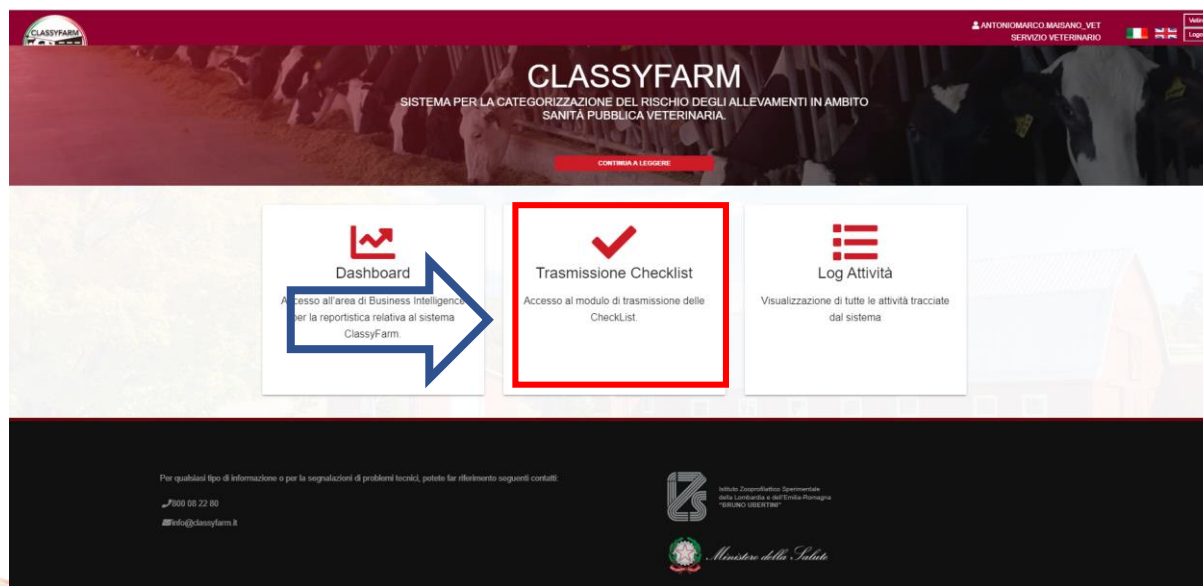 CLASSYFARM
ANTONIOMARCO.MAISANO_VET
SERVIZIO VETERINARIO
CLASSYFARM
SISTEMA PER LA CATEGORIZZAZIONE DEL RISCHIO DEGLI ALLEVAMENTI IN AMBITO
SANITÀ PUBBLICA VETERINARIA.
CONTINUA A LEGGERE
Dashboard
Accesso all'area di Business Intelligence
per la reportistica relativa al sistema
ClassyFarm.
Trasmissione Checklist
Accesso al modulo di trasmissione delle
CheckList.
Log Attività
Visualizzazione di tutte le attività tracciate
dal sistema
Per qualsiasi tipo di informazione o per la segnalazioni di problemi tecnici, potete far riferimento seguenti contatti:
800 08 22 80
info@classyfarm.it
Istituto Zooprofilattico Sperimentale
della Lombardia e dell'Emilia-Romagna
"BRUNO UBERTINI"
Ministero della Salute